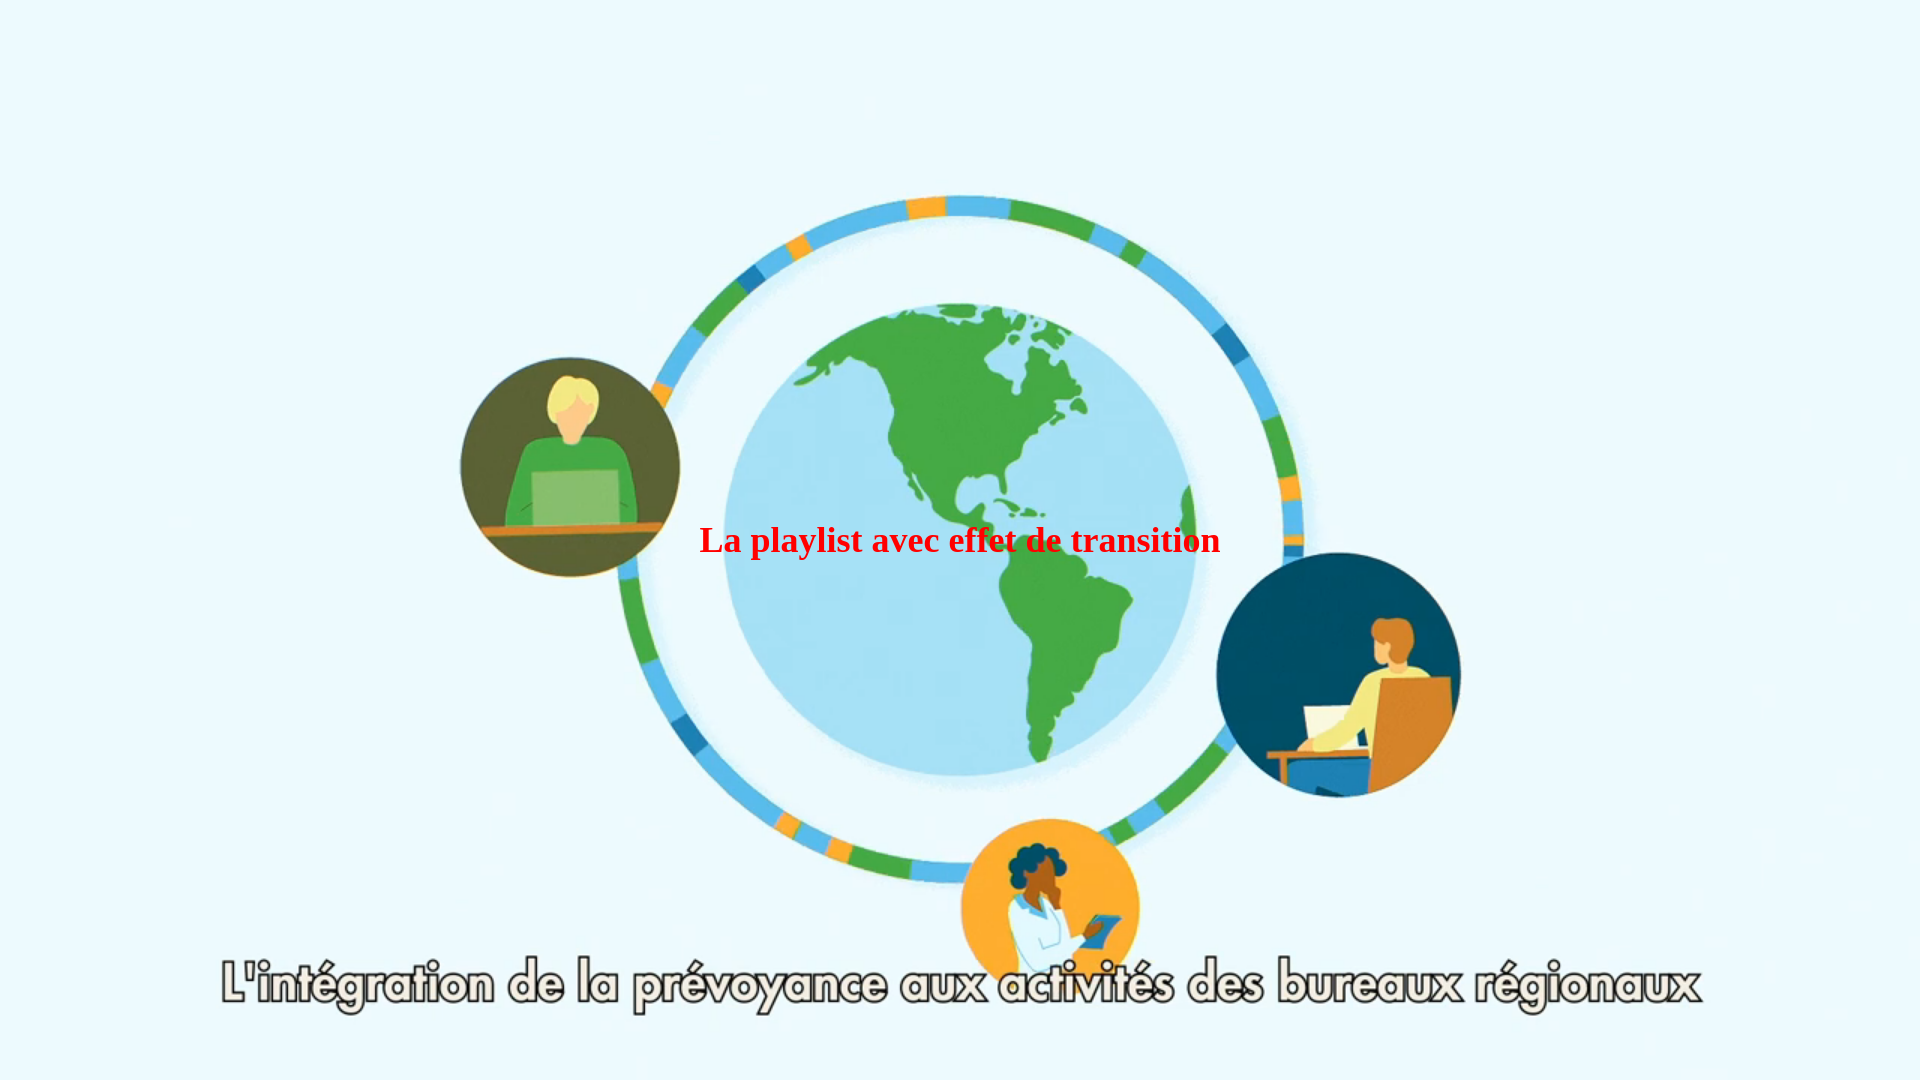 La playlist avec effet de transition
L'intégration de la prévoyance aux activités des bureaux régionaux